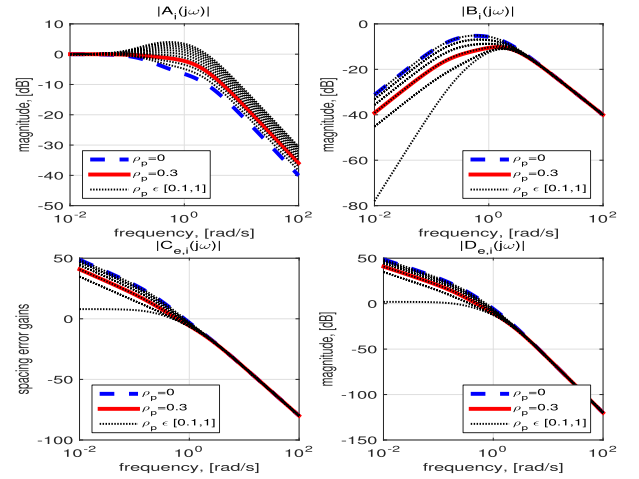 |A_i(jω)|
magnitude, [dB]
10
0
-10
-20
-30
-40
-50
ρ_p=0
ρ_p=0.3
ρ_p ϵ [0.1,1]
10^-2
10^0
10^2
frequency, [rad/s]
|B_i(jω)|
magnitude, [dB]
0
-20
-40
-60
-80
ρ_p=0
ρ_p=0.3
ρ_p ϵ [0.1,1]
10^-2
10^0
10^2
frequency, [rad/s]
|C_e,i(jω)|
spacing error gains
50
0
-50
-100
ρ_p=0
ρ_p=0.3
ρ_p ϵ [0.1,1]
10^-2
10^0
10^2
frequency, [rad/s]
|D_e,i(jω)|
magnitude, [dB]
50
0
-50
-100
-150
ρ_p=0
ρ_p=0.3
ρ_p ϵ [0.1,1]
10^-2
10^0
10^2
frequency, [rad/s]